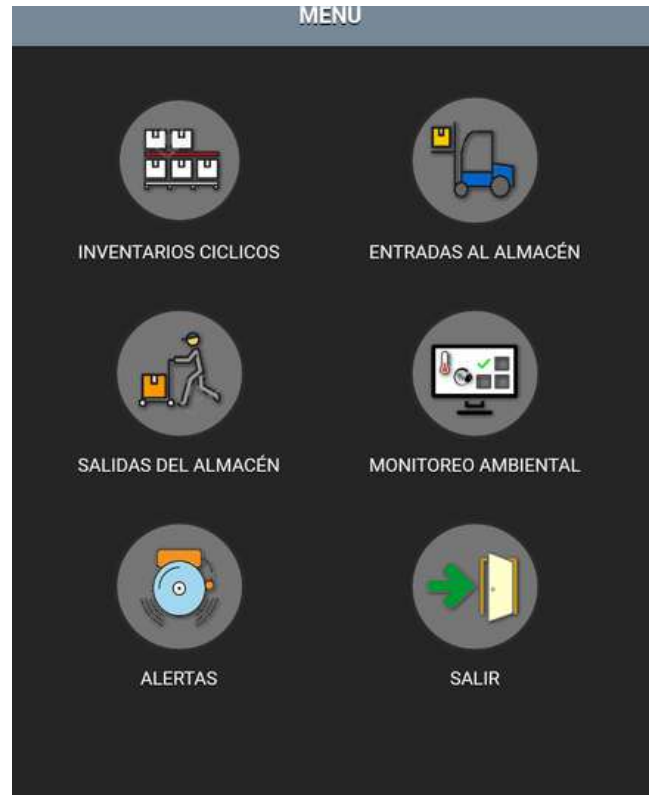 MENU
INVENTARIOS CICLICOS
ENTRADAS AL ALMACÉN
SALIDAS DEL ALMACÉN
MONITOREO AMBIENTAL
ALERTAS
SALIR